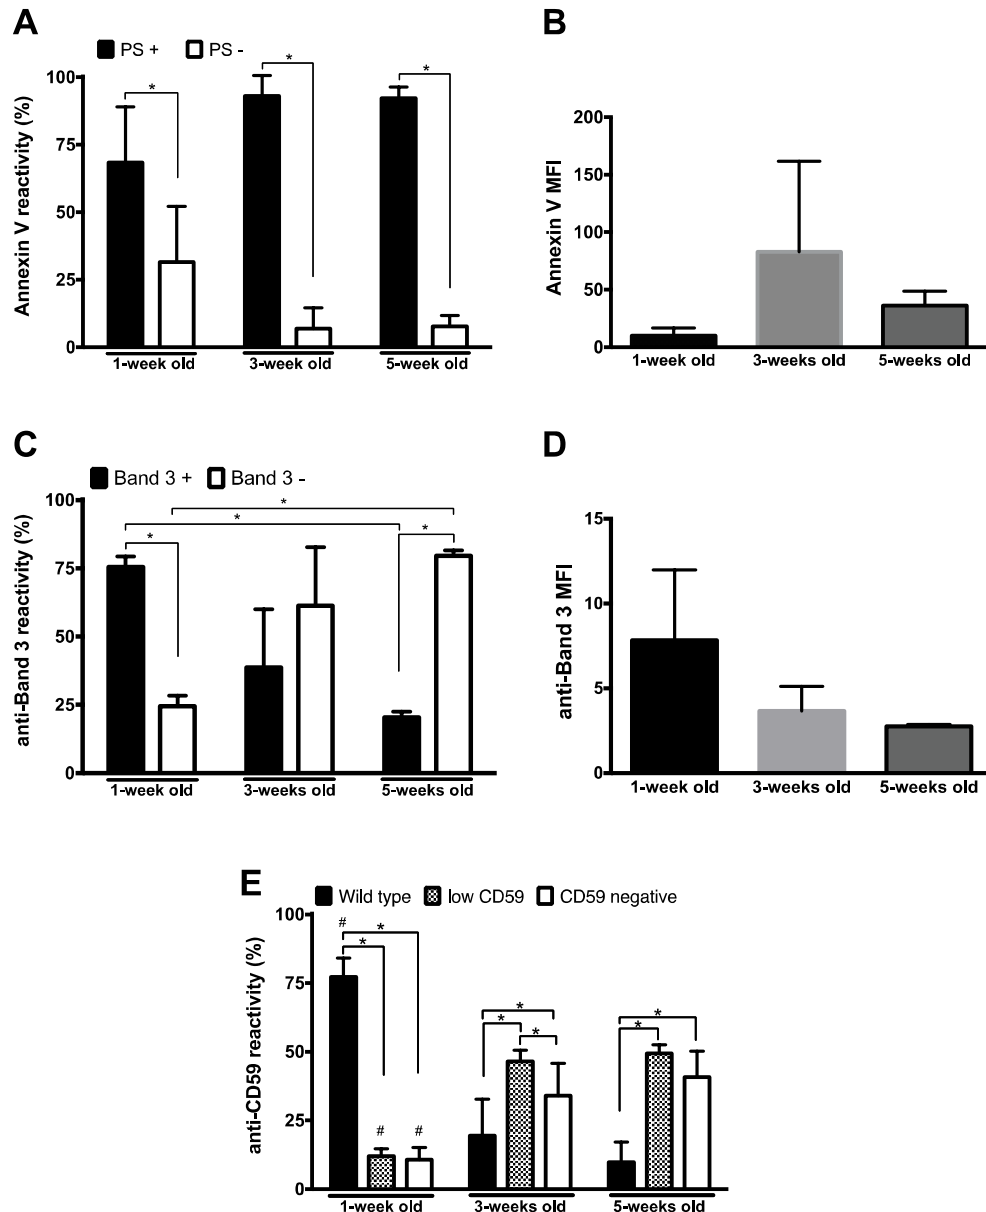 A
PS + PS -
Annexin V reactivity (%)
100
75
50
25
0
* * *
1-week old 3-week old 5-week old
B
Annexin V MFI
200
150
100
50
0
1-week old 3-weeks old 5-weeks old
C
Band 3 + Band 3 -
anti-Band 3 reactivity (%)
100
75
50
25
0
*
*
* *
1-week old 3-weeks old 5-weeks old
D
anti-Band 3 MFI
15
10
5
0
1-week old 3-weeks old 5-weeks old
E
Wild type low CD59 CD59 negative
anti-CD59 reactivity (%)
100
75
50
25
0
# *
*
* *
* * *
# #
1-week old 3-weeks old 5-weeks old